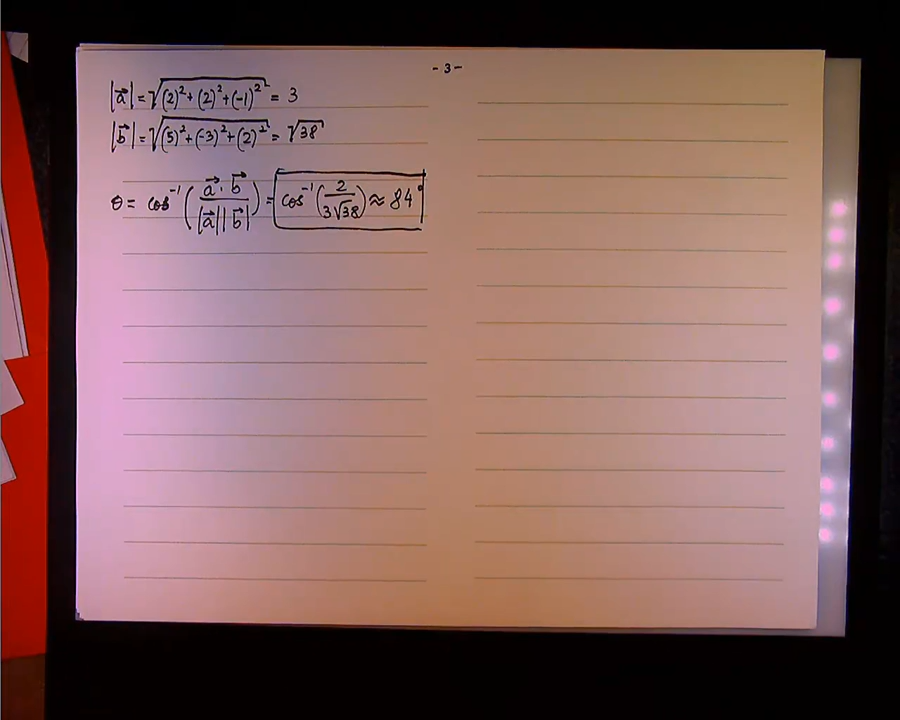 - 3 -
|a⃗| = √((2)² + (2)² + (-1)²) = 3
|b⃗| = √((5)² + (-3)² + (2)²) = √38
θ = cos⁻¹ (a⃗ · b⃗ / |a⃗| |b⃗|) = cos⁻¹ (2 / 3√38) ≈ 84°